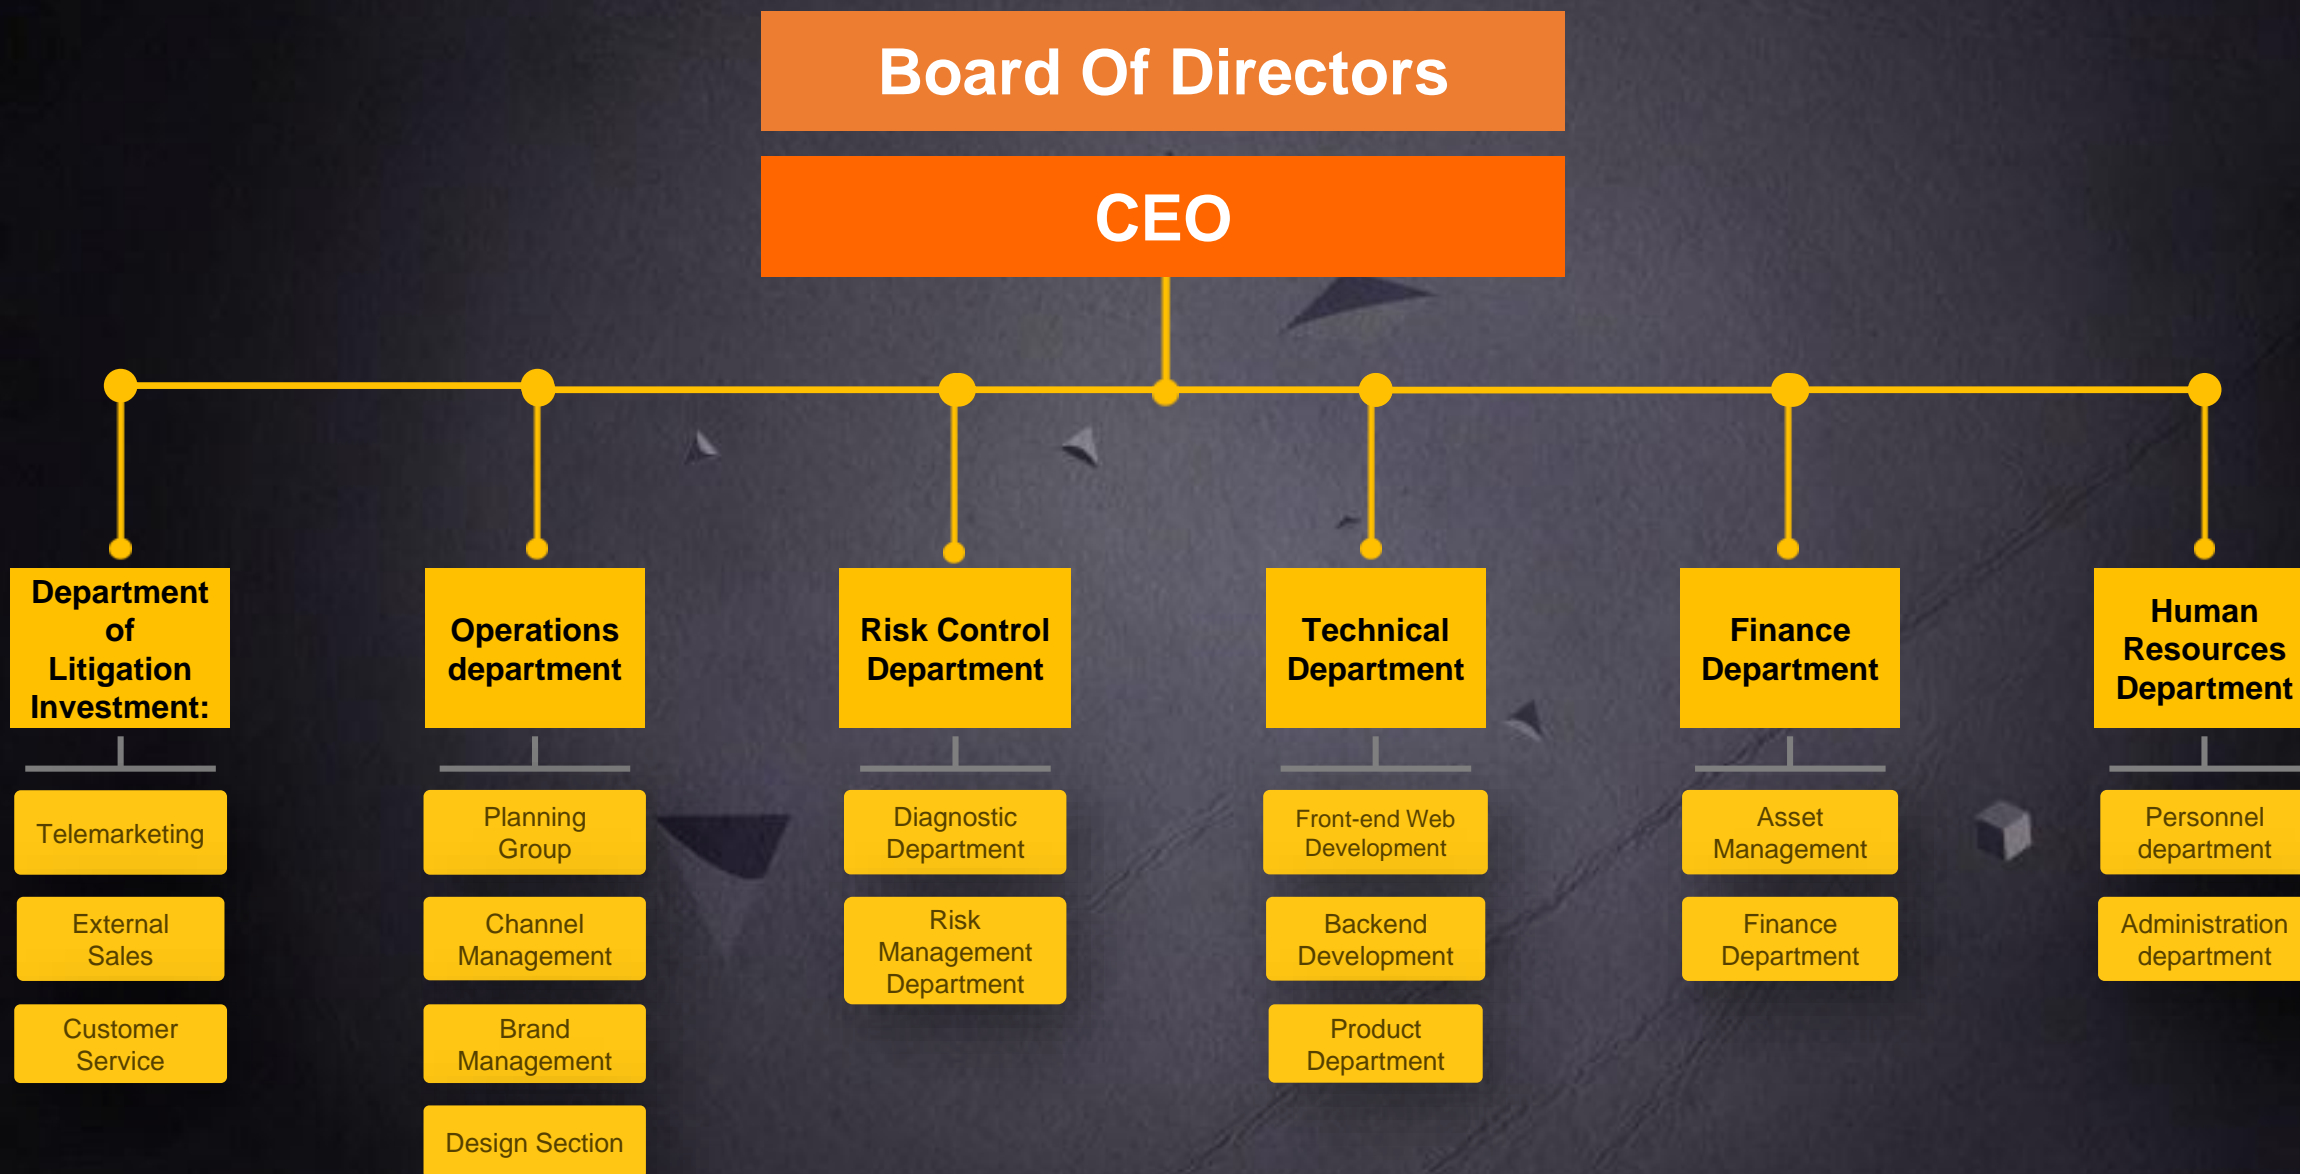 Board Of Directors
CEO
Department
of
Litigation
Investment:
Operations
department
Risk Control
Department
Technical
Department
Finance
Department
Human
Resources
Department
Telemarketing
External
Sales
Customer
Service
Planning
Group
Channel
Management
Brand
Management
Design Section
Diagnostic
Department
Risk
Management
Department
Front-end Web
Development
Backend
Development
Product
Department
Asset
Management
Finance
Department
Personnel
department
Administration
department